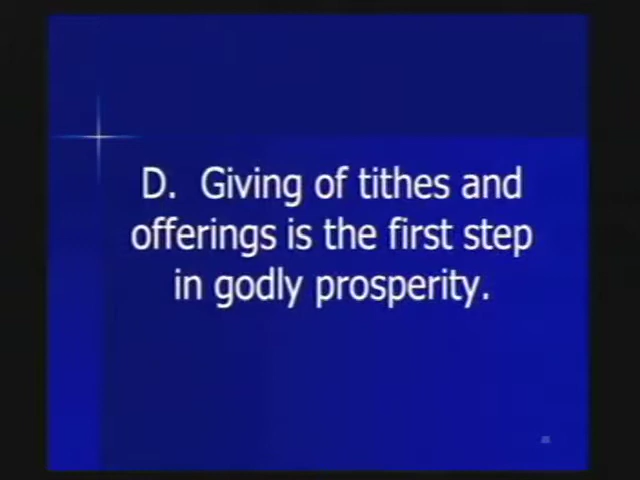 D. Giving of tithes and
offerings is the first step
in godly prosperity.